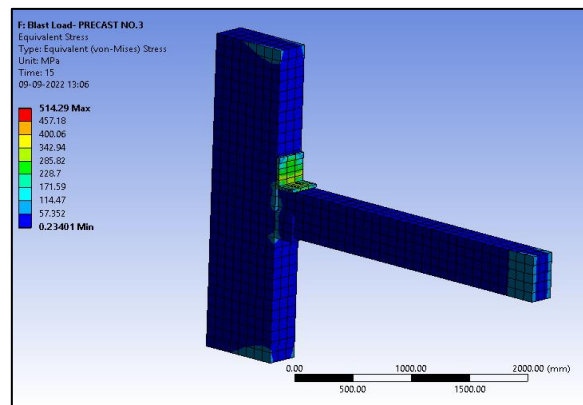 F: Blast Load- PRECAST NO.3
Equivalent Stress
Type: Equivalent (von-Mises) Stress
Unit: MPa
Time: 15
09-09-2022 13:06
514.29 Max
457.18
400.06
342.94
285.82
228.7
171.59
114.47
57.352
0.23401 Min
0.00 1000.00 2000.00 (mm)
500.00 1500.00